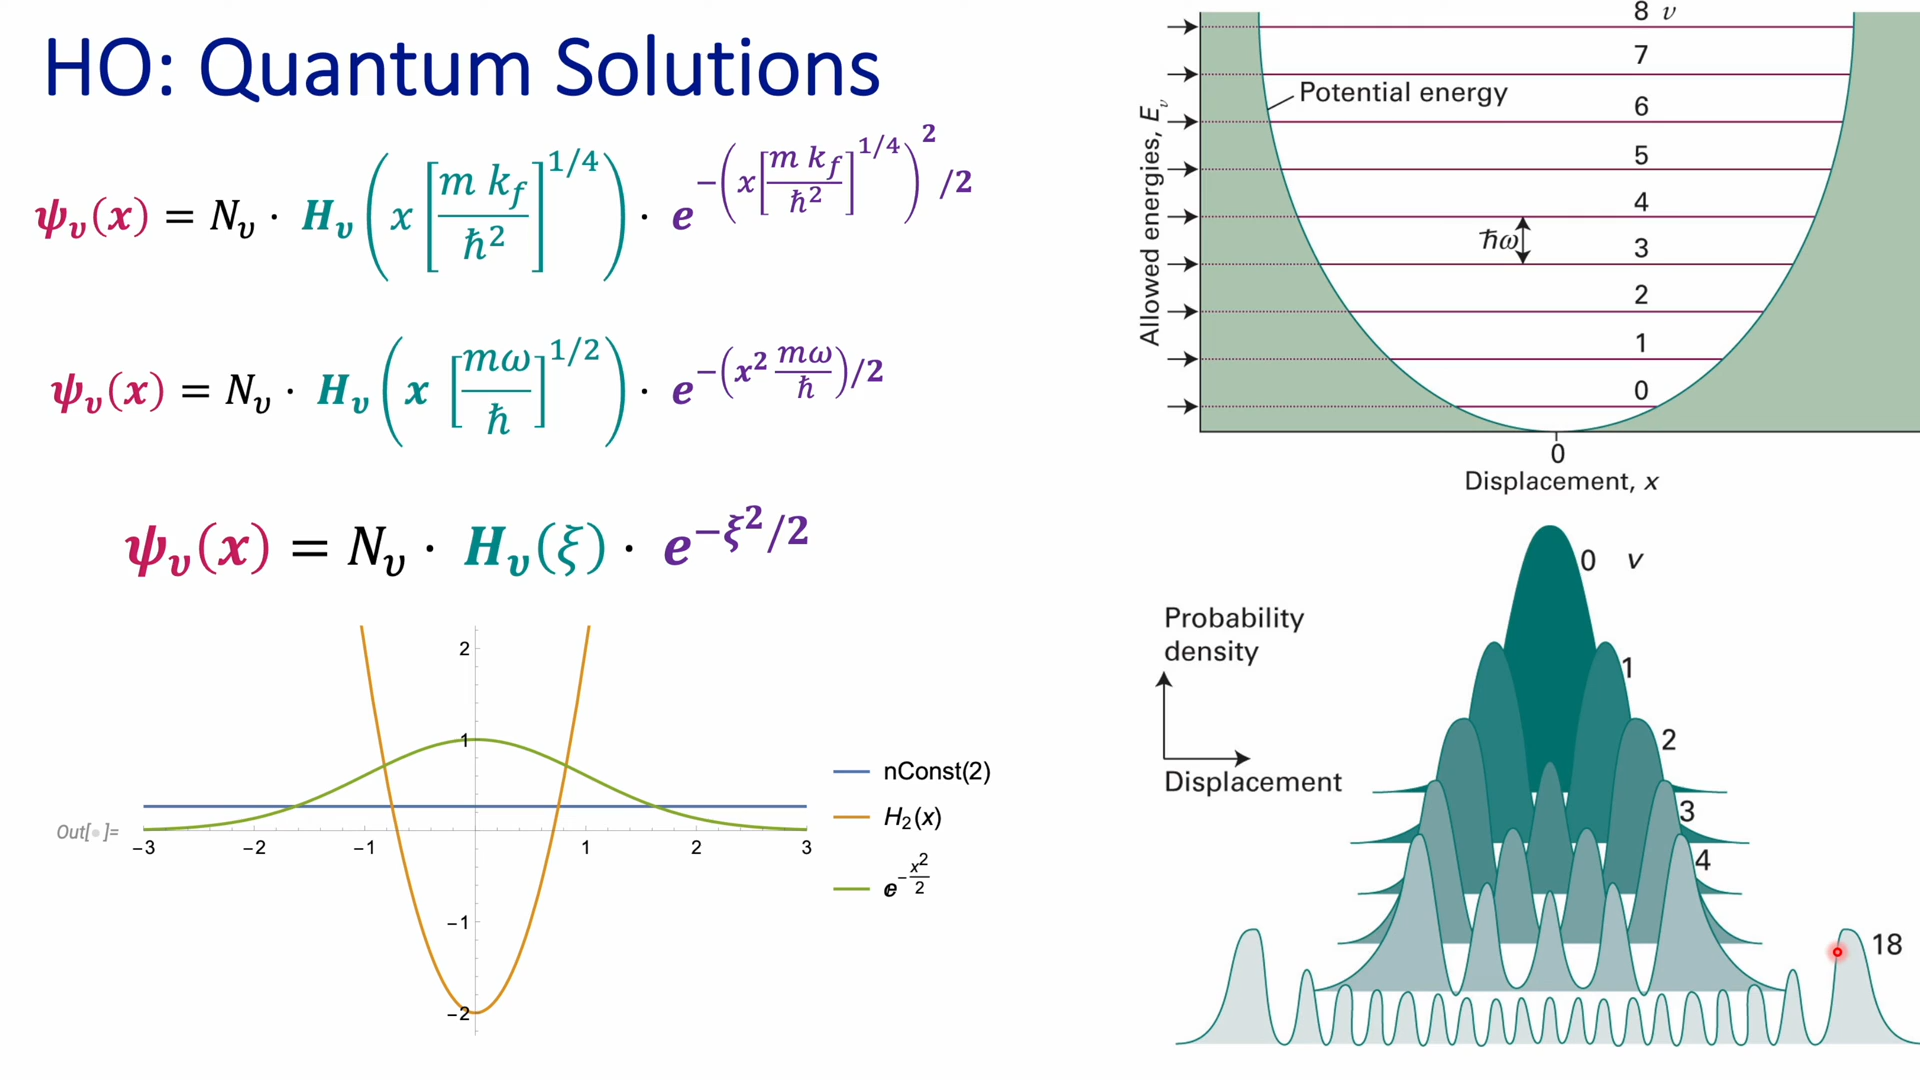 HO: Quantum Solutions
ψ_υ(x) = N_υ · H_υ(x [m k_f / ħ²]^{1/4}) · e^{−(x[m k_f / ħ²]^{1/4})²/2}
ψ_υ(x) = N_υ · H_υ(x [mω / ħ]^{1/2}) · e^{−(x² mω/ħ)/2}
ψ_υ(x) = N_υ · H_υ(ξ) · e^{−ξ²/2}
2
1
−1
−2
Out[•]=
−3 −2 −1 1 2 3
nConst(2)
H₂(x)
e^{−x²/2}
Allowed energies, E_υ
8 υ
7
Potential energy
6
5
4
ħω
3
2
1
0
0
Displacement, x
0 v
Probability
density
1
2
Displacement
3
4
18